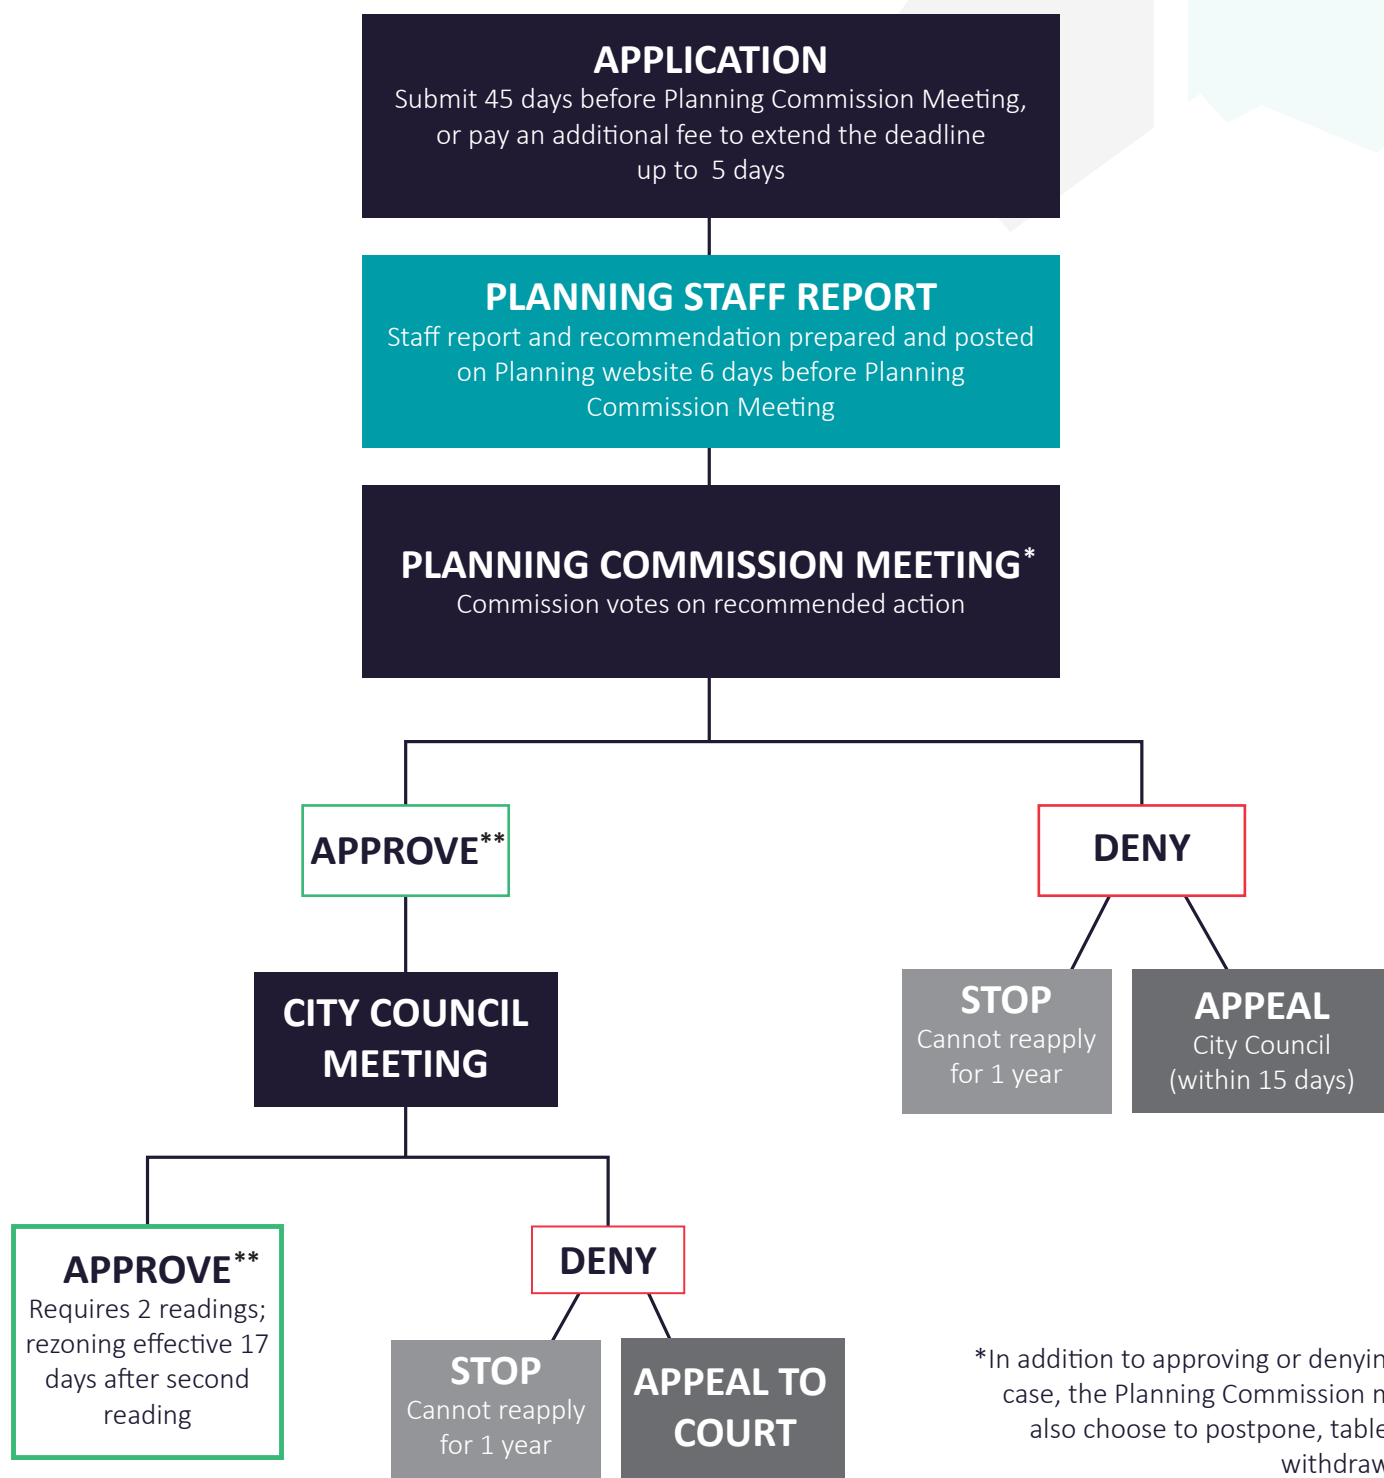 APPLICATION
Submit 45 days before Planning Commission Meeting,
or pay an additional fee to extend the deadline
up to 5 days
PLANNING STAFF REPORT
Staff report and recommendation prepared and posted
on Planning website 6 days before Planning
Commission Meeting
PLANNING COMMISSION MEETING*
Commission votes on recommended action
APPROVE**
DENY
CITY COUNCIL
MEETING
STOP
Cannot reapply
for 1 year
APPEAL
City Council
(within 15 days)
APPROVE**
Requires 2 readings;
rezoning effective 17
days after second
reading
DENY
STOP
Cannot reapply
for 1 year
APPEAL TO
COURT
*In addition to approving or denyin
case, the Planning Commission
also choose to postpone, table
withdraw